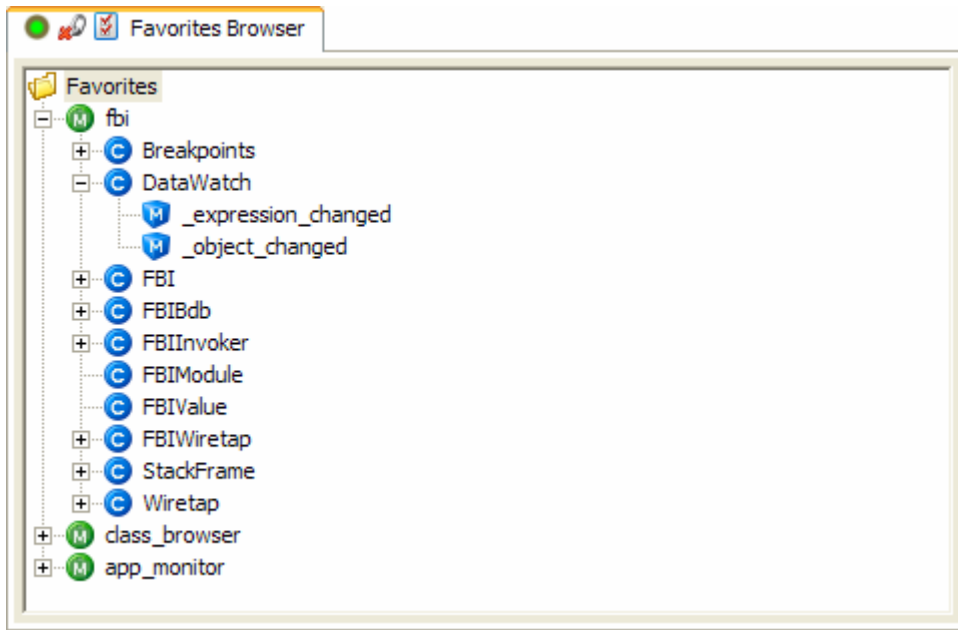 Favorites Browser
Favorites
M fbi
C Breakpoints
C DataWatch
M _expression_changed
M _object_changed
C FBI
C FBIBdb
C FBIInvoker
C FBIModule
C FBIValue
C FBIWiretap
C StackFrame
C Wiretap
M class_browser
M app_monitor